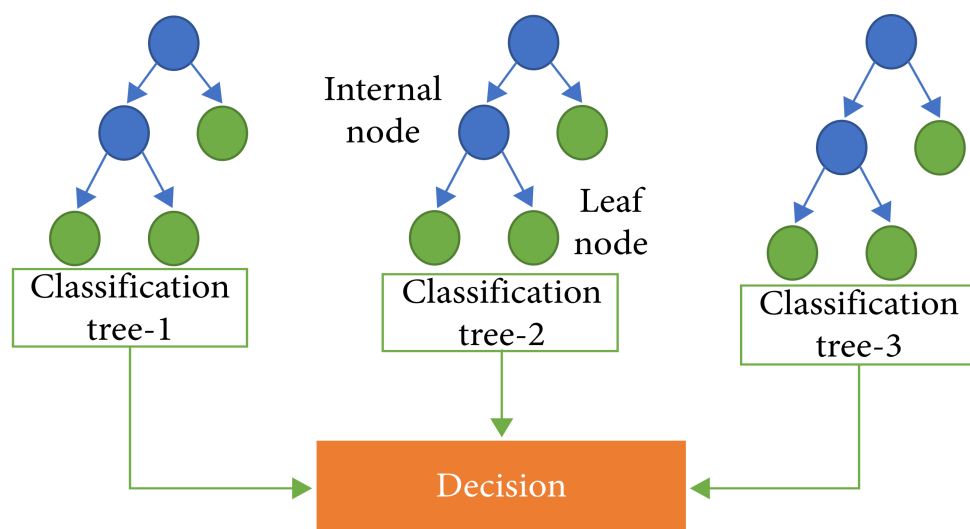 Internal
node
Leaf
node
Classification
tree-1
Classification
tree-2
Classification
tree-3
Decision